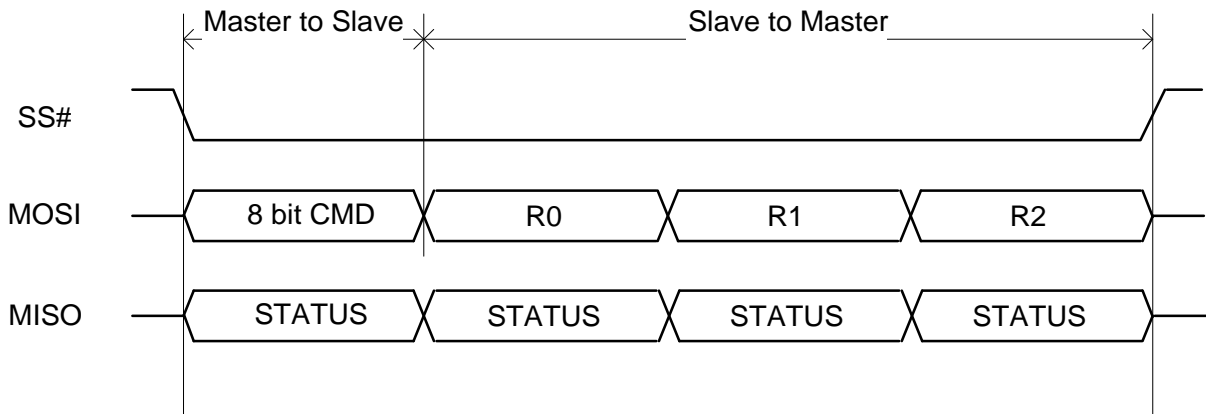 Master to Slave Slave to Master
SS#
MOSI 8 bit CMD R0 R1 R2
MISO STATUS STATUS STATUS STATUS